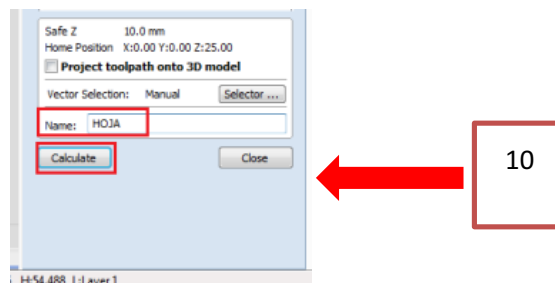 Safe Z 10.0 mm
Home Position X:0.00 Y:0.00 Z:25.00
Project toolpath onto 3D model
Vector Selection: Manual Selector ...
Name: HOJA
Calculate Close
10
H:54.488 L:Layer 1